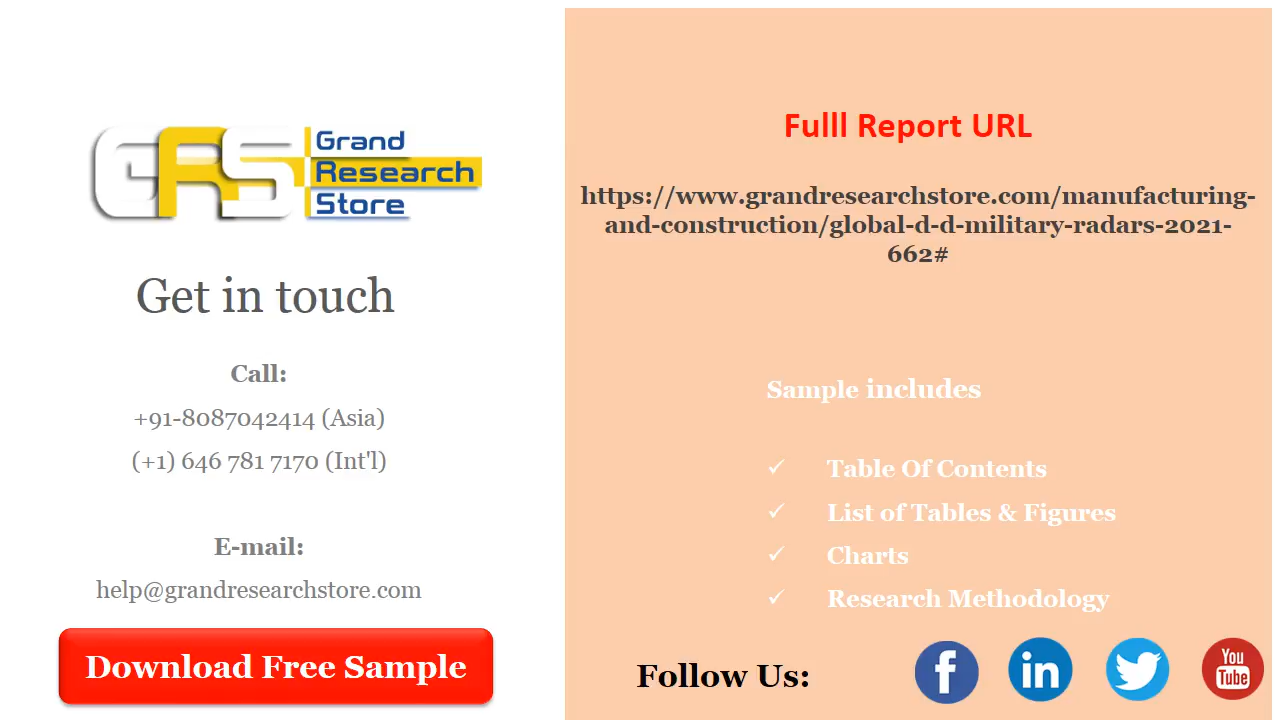 GRS
Grand
Research
Store
Get in touch
Call:
+91-8087042414 (Asia)
(+1) 646 781 7170 (Int'l)
E-mail:
help@grandresearchstore.com
Download Free Sample
Fulll Report URL
https://www.grandresearchstore.com/manufacturing-
and-construction/global-d-d-military-radars-2021-
662#
Sample includes
✓ Table Of Contents
✓ List of Tables & Figures
✓ Charts
✓ Research Methodology
Follow Us:
f
in
You
Tube